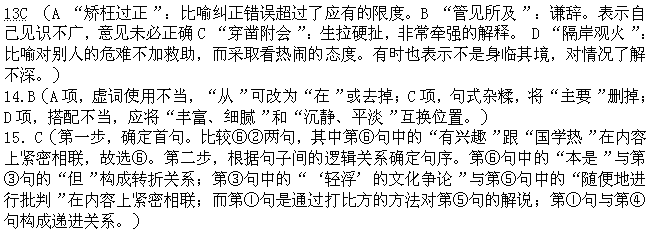 13C （A “矫枉过正”：比喻纠正错误超过了应有的限度。B “管见所及”：谦辞。表示自
己见识不广，意见未必正确 C “穿凿附会”：生拉硬扯，非常牵强的解释。 D “隔岸观火”：
比喻对别人的危难不加救助，而采取看热闹的态度。有时也表示不是身临其境，对情况了解
不深。）
14.B（A项，虚词使用不当，“从”可改为“在”或去掉；C项，句式杂糅，将“主要”删掉；
D项，搭配不当，应将“丰富、细腻”和“沉静、平淡”互换位置。）
15. C（第一步，确定首句。比较⑥②两句，其中第⑥句中的“有兴趣”跟“国学热”在内容
上紧密相联，故选⑥。第二步，根据句子间的逻辑关系确定句序。第⑥句中的“本是”与第
③句的“但”构成转折关系；第③句中的“‘轻浮’的文化争论”与第⑤句中的“随便地进
行批判”在内容上紧密相联；而第①句是通过打比方的方法对第⑤句的解说；第①句与第④
句构成递进关系。）